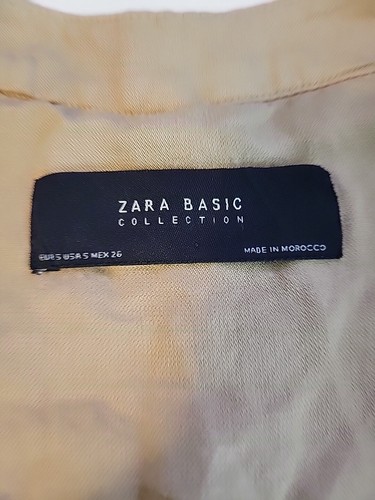 ZARA BASIC
COLLECTION
EUR S USA S MEX 26
MADE IN MOROCCO